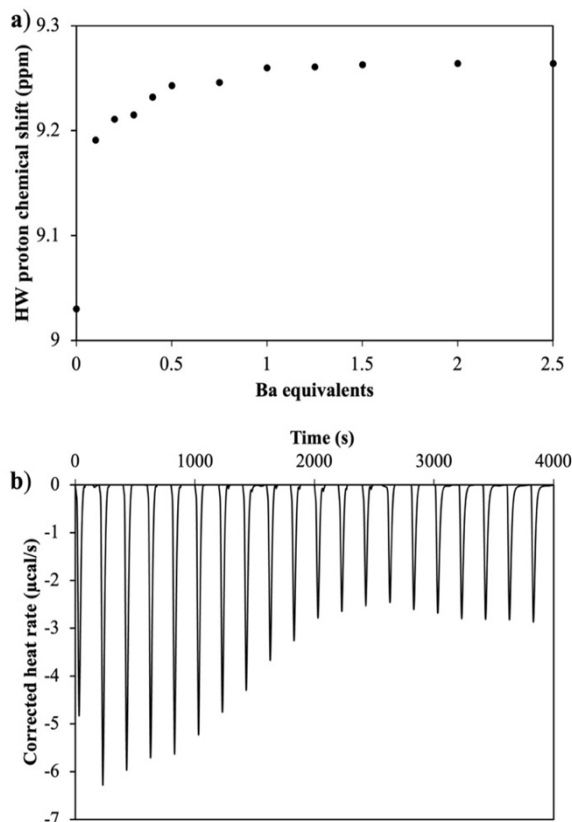 a)
9.3
9.2
9.1
9
HW proton chemical shift (ppm)
0 0.5 1 1.5 2 2.5
Ba equivalents
Time (s)
0 1000 2000 3000 4000
b)
0
-1
-2
-3
-4
-5
-6
-7
Corrected heat rate (µcal/s)